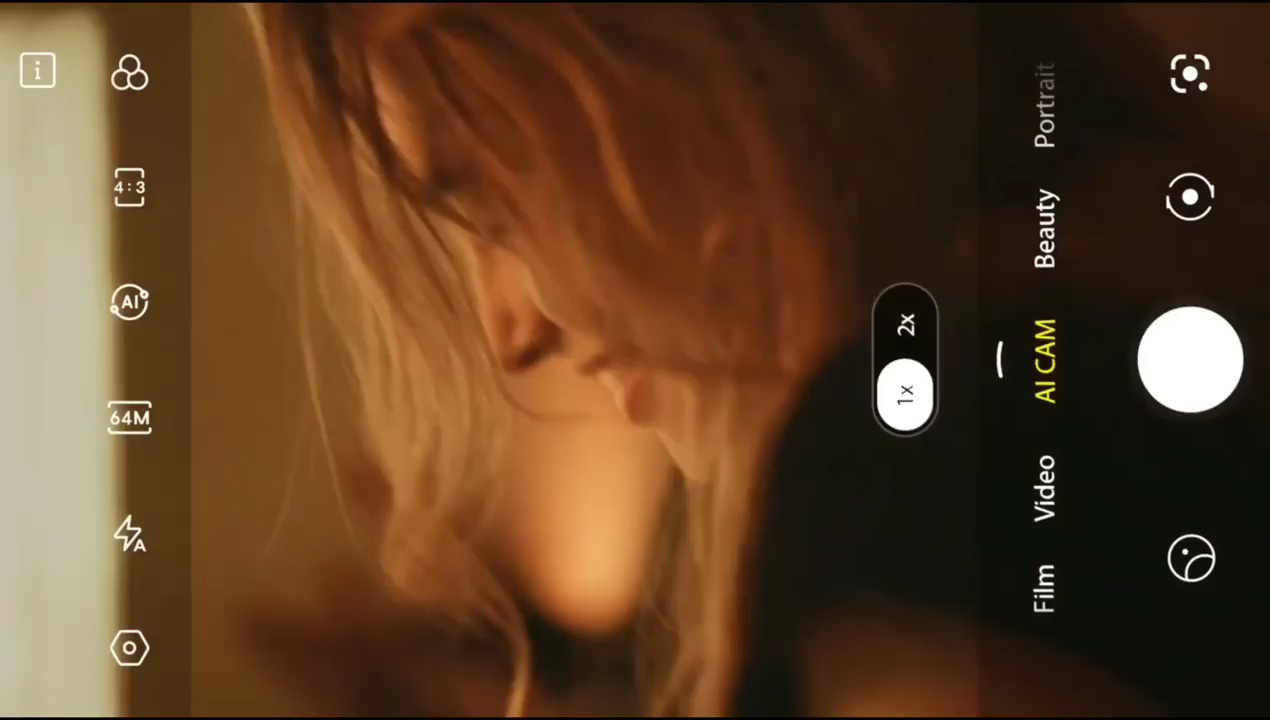 i
4:3
AI
64M
A
2x
1x
Portrait
Beauty
AI CAM
Video
Film